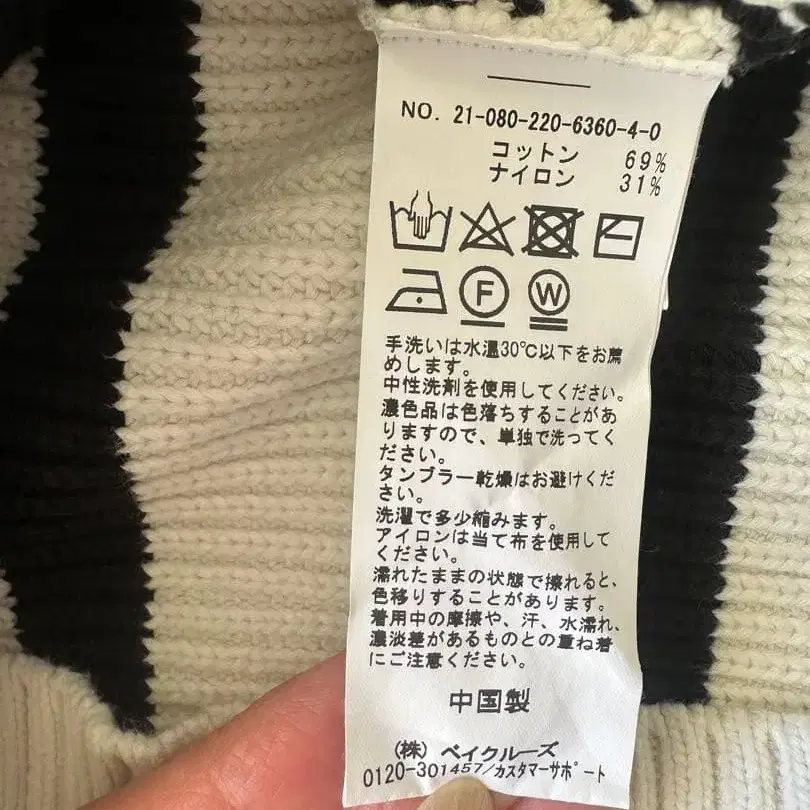 NO. 21-080-220-6360-4-0
コットン 69%
ナイロン 31%
F W
手洗いは水温30℃以下をお薦
めします。
中性洗剤を使用してください。
濃色品は色落ちすることがあ
りますので、単独で洗ってく
ださい。
タンブラー乾燥はお避けくだ
さい。
洗濯で多少縮みます。
アイロンは当て布を使用して
ください。
濡れたままの状態で擦れると、
色移りすることがあります。
着用中の摩擦や、汗、水濡れ、
濃淡差があるものとの重ね着
にご注意ください。
中国製
(株) ベイクルーズ
0120-301457/カスタマーサポート